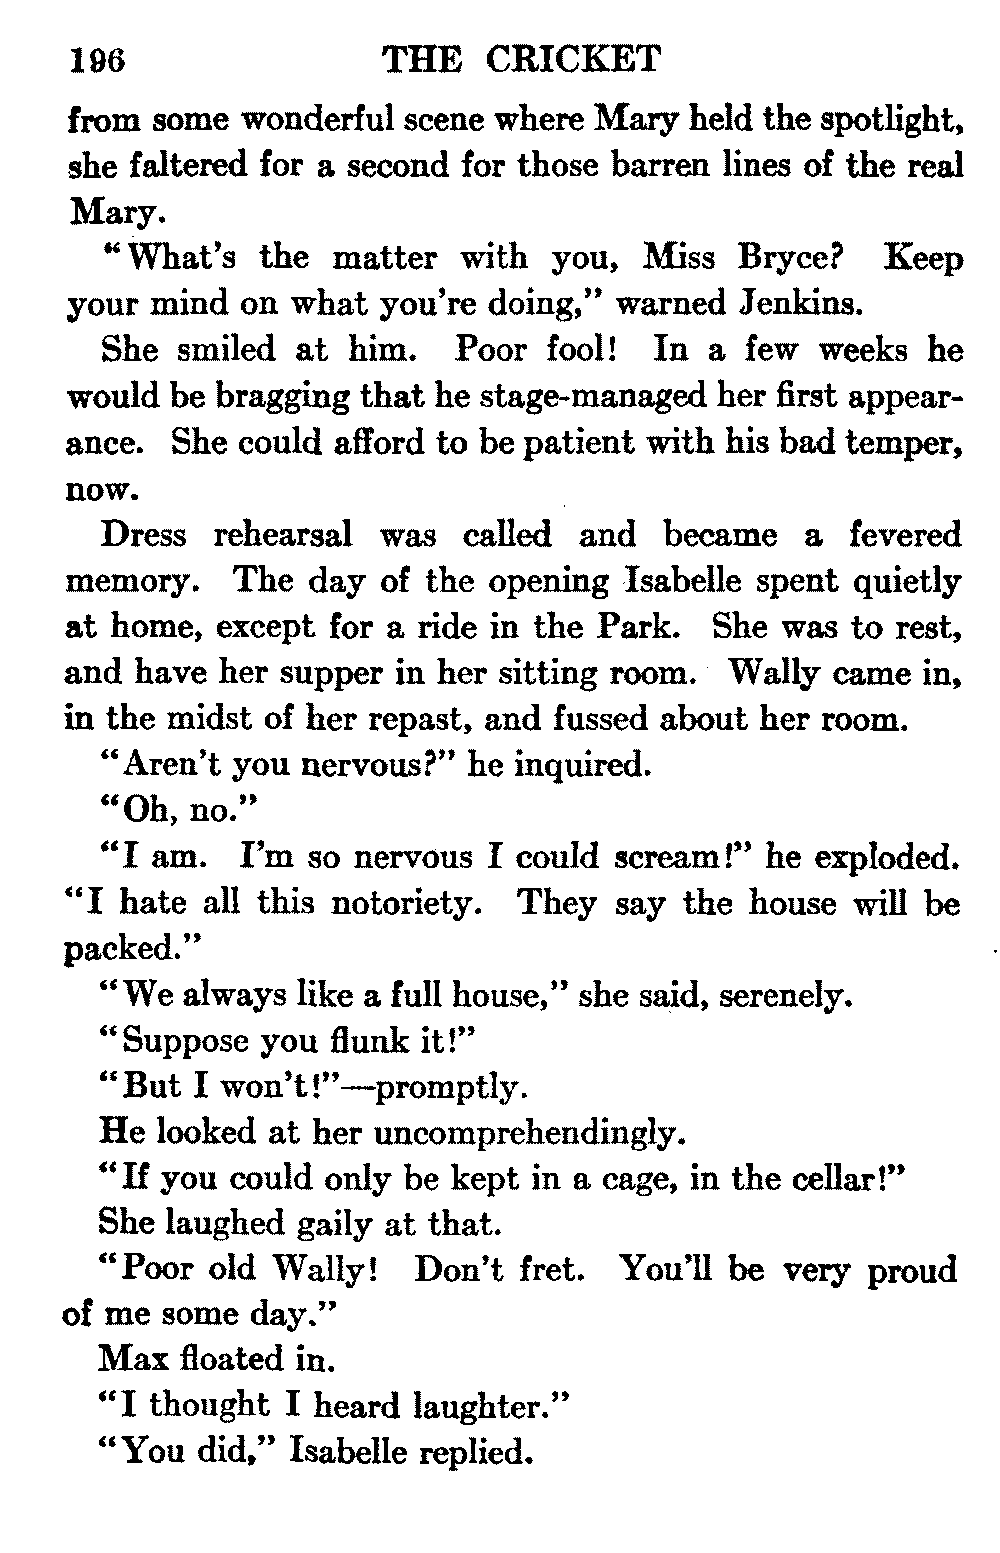 196 THE CRICKET
from some wonderful scene where Mary held the spotlight,
she faltered for a second for those barren lines of the real
Mary.
"What's the matter with you, Miss Bryce? Keep
your mind on what you're doing," warned Jenkins.
She smiled at him. Poor fool! In a few weeks he
would be bragging that he stage-managed her first appear-
ance. She could afford to be patient with his bad temper,
now.
Dress rehearsal was called and became a fevered
memory. The day of the opening Isabelle spent quietly
at home, except for a ride in the Park. She was to rest,
and have her supper in her sitting room. Wally came in,
in the midst of her repast, and fussed about her room.
"Aren't you nervous?" he inquired.
"Oh, no."
"I am. I'm so nervous I could scream!" he exploded.
"I hate all this notoriety. They say the house will be
packed."
"We always like a full house," she said, serenely.
"Suppose you flunk it!"
"But I won't!"—promptly.
He looked at her uncomprehendingly.
"If you could only be kept in a cage, in the cellar!"
She laughed gaily at that.
"Poor old Wally! Don't fret. You'll be very proud
of me some day."
Max floated in.
"I thought I heard laughter."
"You did," Isabelle replied.